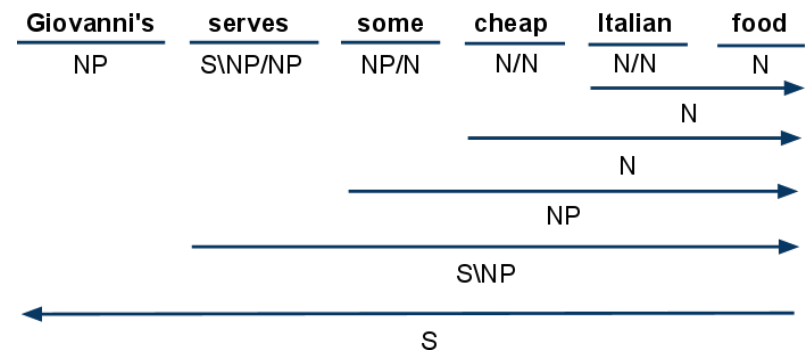 Giovanni's serves some cheap Italian food
NP S\NP/NP NP/N N/N N/N N
N
N
NP
S\NP
S